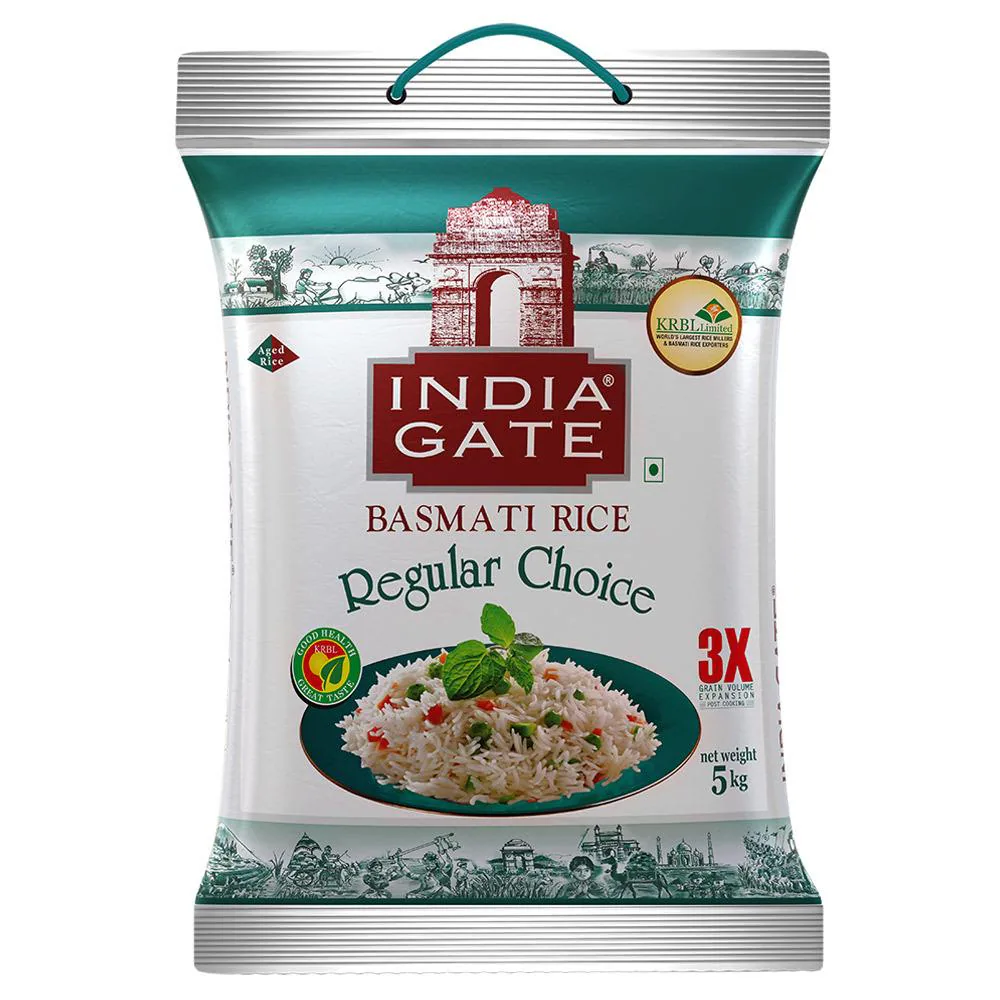 INDIA
Aged
Rice
KRBL Limited
WORLD'S LARGEST RICE MILLERS
& BASMATI RICE EXPORTERS
INDIA®
GATE
BASMATI RICE
Regular Choice
GOOD HEALTH
KRBL
GREAT TASTE
3X
GRAIN VOLUME
EXPANSION
POST COOKING
net weight
5kg